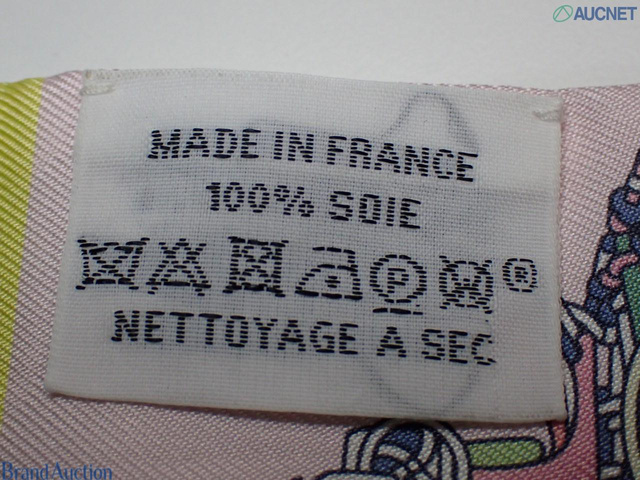 AUCNET
MADE IN FRANCE
100% SOIE
P ®
NETTOYAGE A SEC
Brand Auction